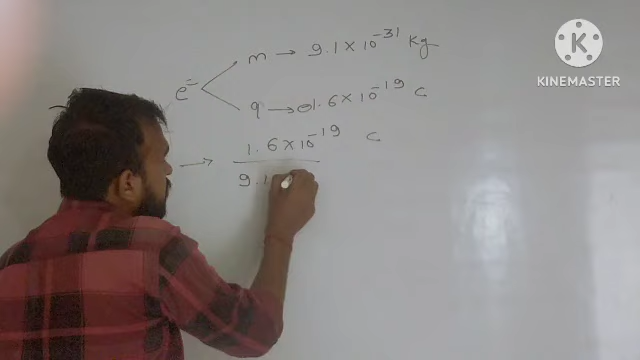 m → 9.1 × 10⁻³¹ Kg
e⁻
q → ⊖1.6 × 10⁻¹⁹ C
→ 1.6 × 10⁻¹⁹ C
9.1
K
KINEMASTER